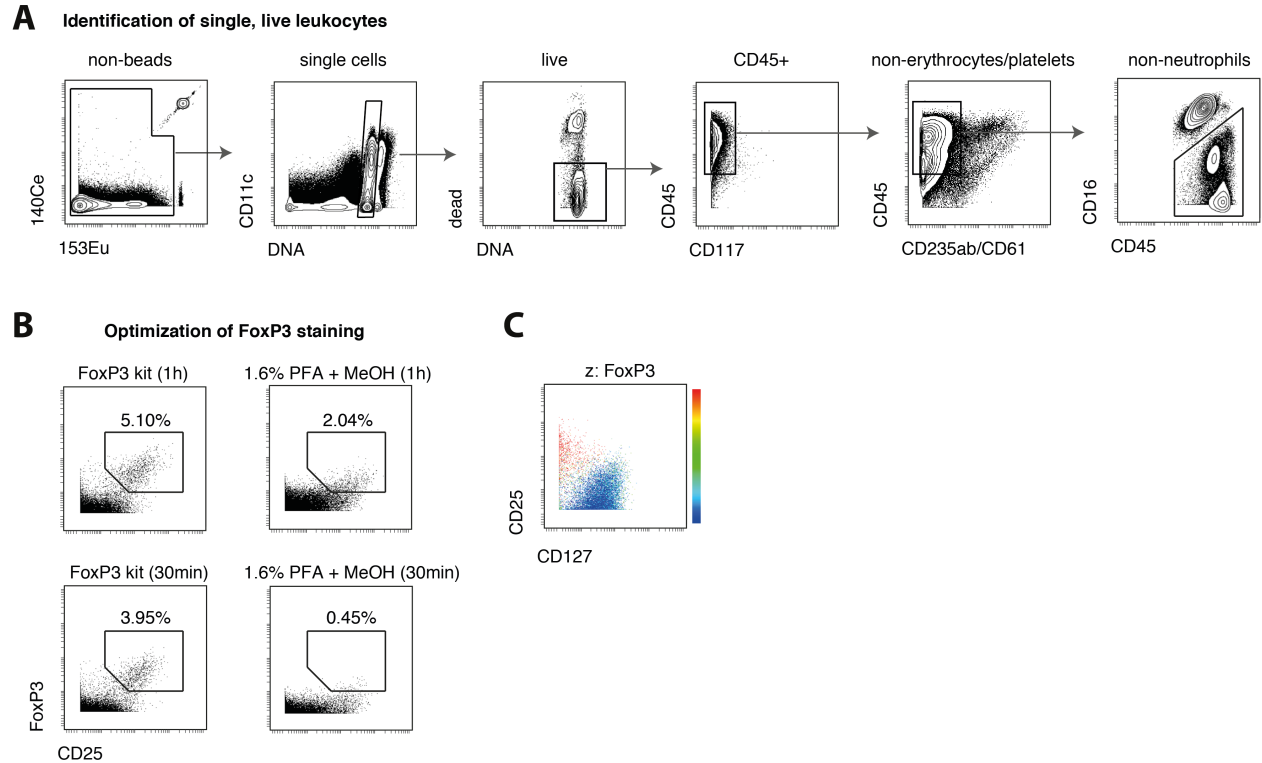 A Identification of single, live leukocytes
non-beads single cells live CD45+ non-erythrocytes/platelets non-neutrophils
140Ce CD11c dead CD45 CD45 CD16
153Eu DNA DNA CD117 CD235ab/CD61 CD45
B Optimization of FoxP3 staining
FoxP3 kit (1h) 1.6% PFA + MeOH (1h)
5.10% 2.04%
FoxP3 kit (30min) 1.6% PFA + MeOH (30min)
3.95% 0.45%
FoxP3
CD25
C
z: FoxP3
CD25
CD127